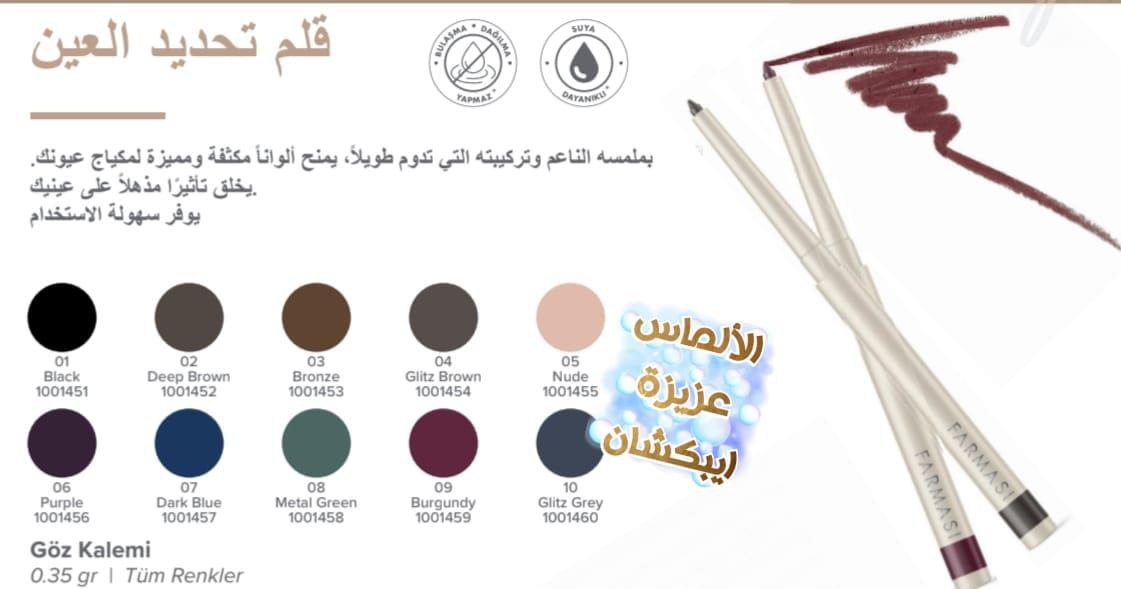 قلم تحديد العين
BULAŞMA * DAĞILMA
YAPMAZ*
SUYA
DAYANIKLI*
بملمسه الناعم وتركيبته التي تدوم طويلاً، يمنح ألواناً مكثفة ومميزة لمكياج عيونك.
.يخلق تأثيرًا مذهلاً على عينيك
يوفر سهولة الاستخدام
01
Black
1001451
02
Deep Brown
1001452
03
Bronze
1001453
04
Glitz Brown
1001454
05
Nude
1001455
06
Purple
1001456
07
Dark Blue
1001457
08
Metal Green
1001458
09
Burgundy
1001459
10
Glitz Grey
1001460
الألماس
عزيزة
ايبكشان
FARMASI
FARMASI
Göz Kalemi
0.35 gr | Tüm Renkler